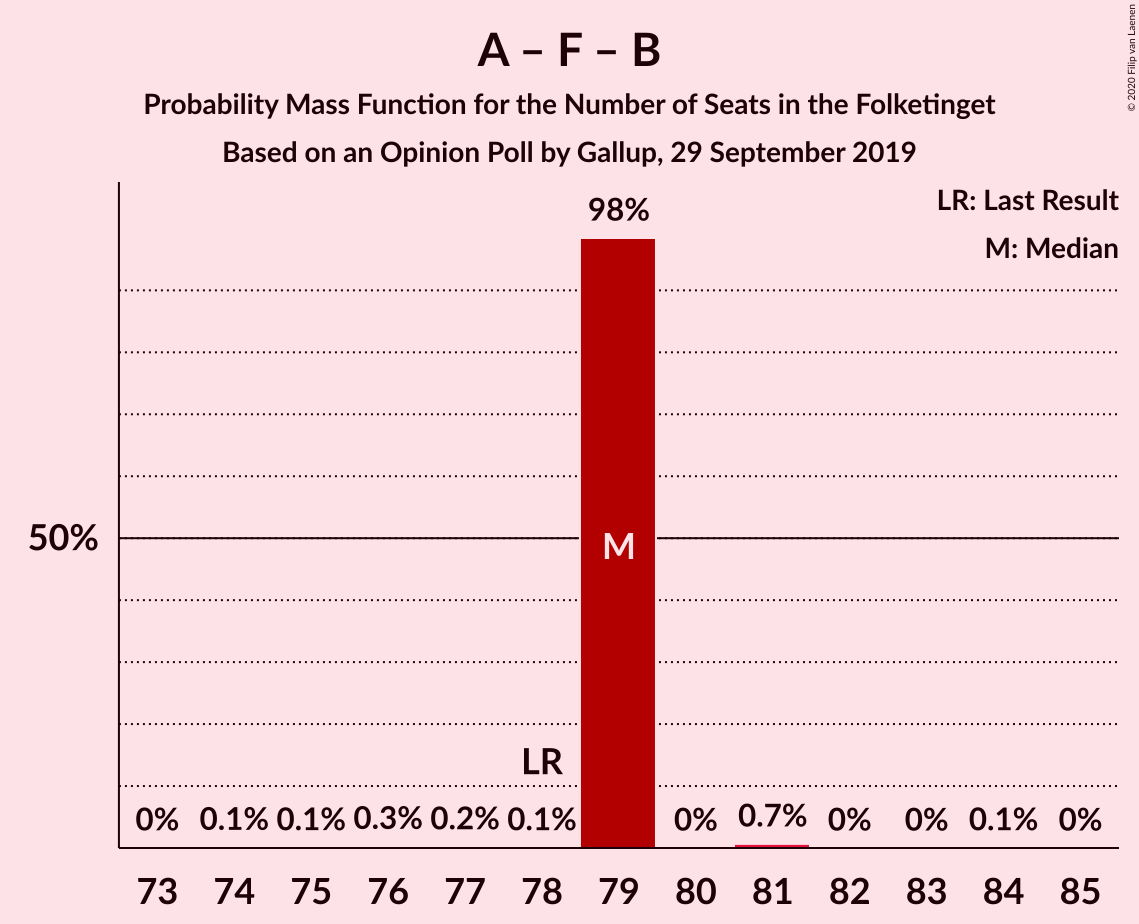 A – F – B
Probability Mass Function for the Number of Seats in the Folketinget
Based on an Opinion Poll by Gallup, 29 September 2019
© 2020 Filip van Laenen
LR: Last Result
M: Median
98%
50%
M
LR
0% 0.1% 0.1% 0.3% 0.2% 0.1% 0% 0.7% 0% 0% 0.1% 0%
73 74 75 76 77 78 79 80 81 82 83 84 85